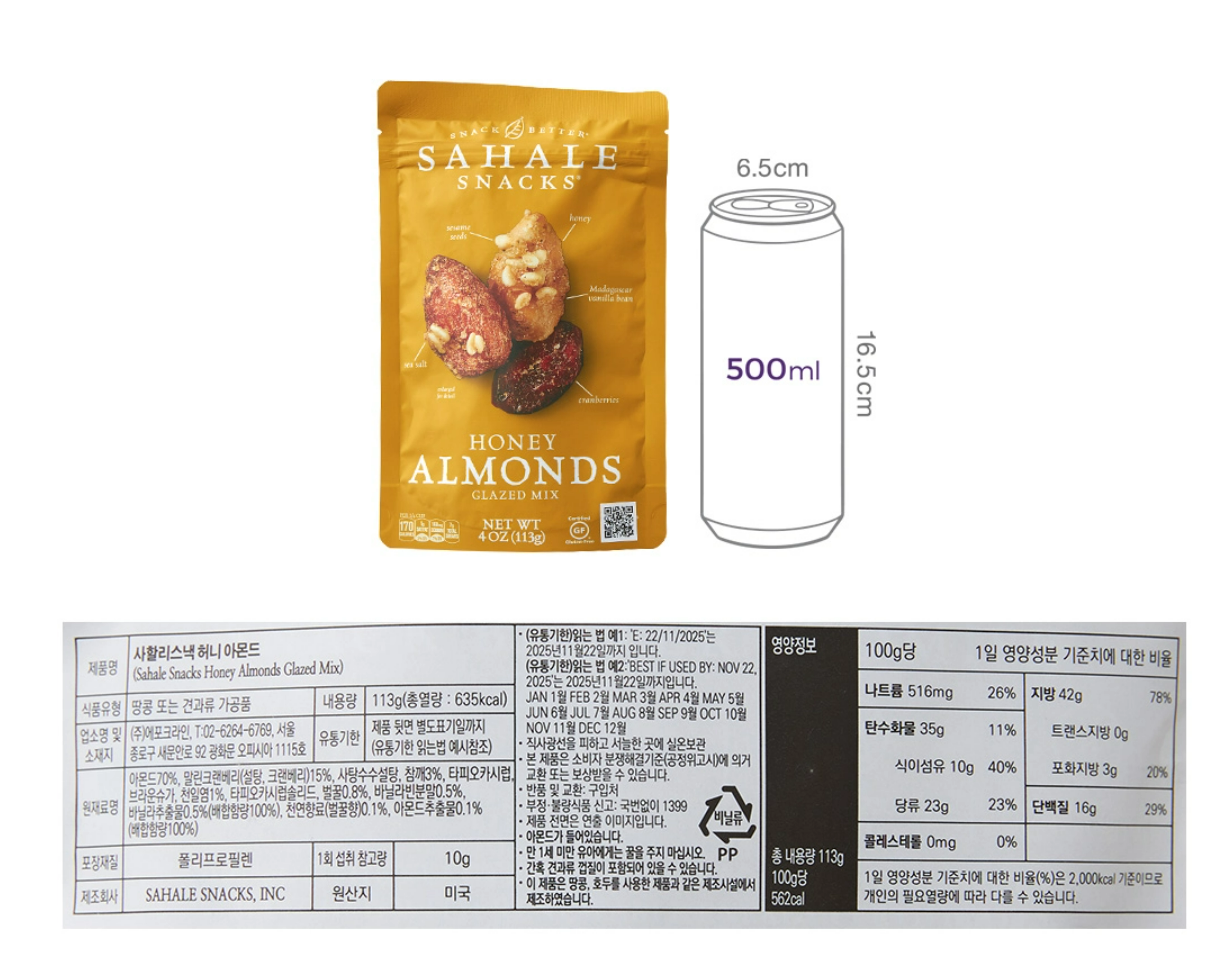 SNACK BETTER
SAHALE
SNACKS
sesame
seeds
honey
Madagascar
vanilla bean
sea salt
cranberries
HONEY
ALMONDS
GLAZED MIX
170
NET WT
4 OZ (113g)
Certified
GF
Gluten-Free
6.5cm
500ml
16.5cm
제품명
사할리스낵 허니 아몬드
(Sahale Snacks Honey Almonds Glazed Mix)
식품유형
땅콩 또는 견과류 가공품
내용량
113g(총열량 : 635kcal)
업소명 및
소재지
(주)에포크라인, T:02-6264-6769, 서울
종로구 새문안로 92 광화문 오피시아 1115호
유통기한
제품 뒷면 별도표기일까지
(유통기한 읽는법 예시참조)
원재료명
아몬드70%, 말린크랜베리(설탕, 크랜베리)15%, 사탕수수설탕, 참깨3%, 타피오카시럽,
브라운슈가, 천일염1%, 타피오카시럽솔리드, 벌꿀0.8%, 바닐라빈분말0.5%,
바닐라추출물0.5%(배합함량100%), 천연향료(벌꿀향)0.1%, 아몬드추출물0.1%
(배합함량100%)
포장재질
폴리프로필렌
1회 섭취 참고량
10g
제조회사
SAHALE SNACKS, INC
원산지
미국
· (유통기한)읽는 법 예1: 'E: 22/11/2025'는
2025년11월22일까지 입니다.
(유통기한)읽는 법 예2:'BEST IF USED BY: NOV 22,
2025'는 2025년11월22일까지입니다.
JAN 1월 FEB 2월 MAR 3월 APR 4월 MAY 5월
JUN 6월 JUL 7월 AUG 8월 SEP 9월 OCT 10월
NOV 11월 DEC 12월
· 직사광선을 피하고 서늘한 곳에 실온보관
· 본 제품은 소비자 분쟁해결기준(공정위고시)에 의거
교환 또는 보상받을 수 있습니다.
· 반품 및 교환: 구입처
· 부정·불량식품 신고: 국번없이 1399
· 제품 전면은 연출 이미지입니다.
· 아몬드가 들어있습니다.
· 만 1세 미만 유아에게는 꿀을 주지 마십시오.
· 간혹 견과류 껍질이 포함되어 있을 수 있습니다.
· 이 제품은 땅콩, 호두를 사용한 제품과 같은 제조시설에서
제조하였습니다.
비닐류
PP
영양정보
총 내용량 113g
100g당
562cal
100g당
1일 영양성분 기준치에 대한 비율
나트륨 516mg 26%
지방 42g 78%
탄수화물 35g 11%
트랜스지방 0g
식이섬유 10g 40%
포화지방 3g 20%
당류 23g 23%
단백질 16g 29%
콜레스테롤 0mg 0%
1일 영양성분 기준치에 대한 비율(%)은 2,000kcal 기준이므로
개인의 필요열량에 따라 다를 수 있습니다.